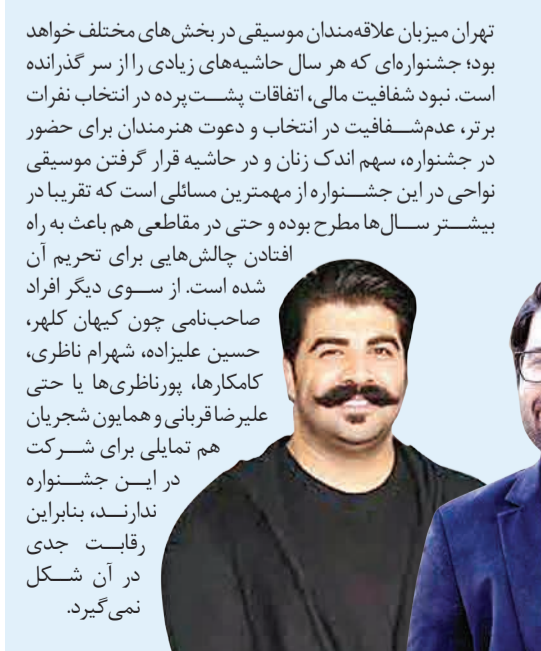 تهران میزبان علاقه‌مندان موسیقی در بخش‌های مختلف خواهد
بود؛ جشنواره‌ای که هر سال حاشیه‌های زیادی را از سر گذرانده
است. نبود شفافیت مالی، اتفاقات پشت‌پرده در انتخاب نفرات
برتر، عدم‌شفافیت در انتخاب و دعوت هنرمندان برای حضور
در جشنواره، سهم اندک زنان و در حاشیه قرار گرفتن موسیقی
نواحی در این جشنواره از مهمترین مسائلی است که تقریبا در
بیشتر سال‌ها مطرح بوده و حتی در مقاطعی هم باعث به راه
افتادن چالش‌هایی برای تحریم آن
شده است. از سوی دیگر افراد
صاحب‌نامی چون کیهان کلهر،
حسین علیزاده، شهرام ناظری،
کامکارها، پورناظری‌ها یا حتی
علیرضا قربانی و همایون شجریان
هم تمایلی برای شرکت
در این جشنواره
ندارند، بنابراین
رقابت جدی
در آن شکل
نمی‌گیرد.